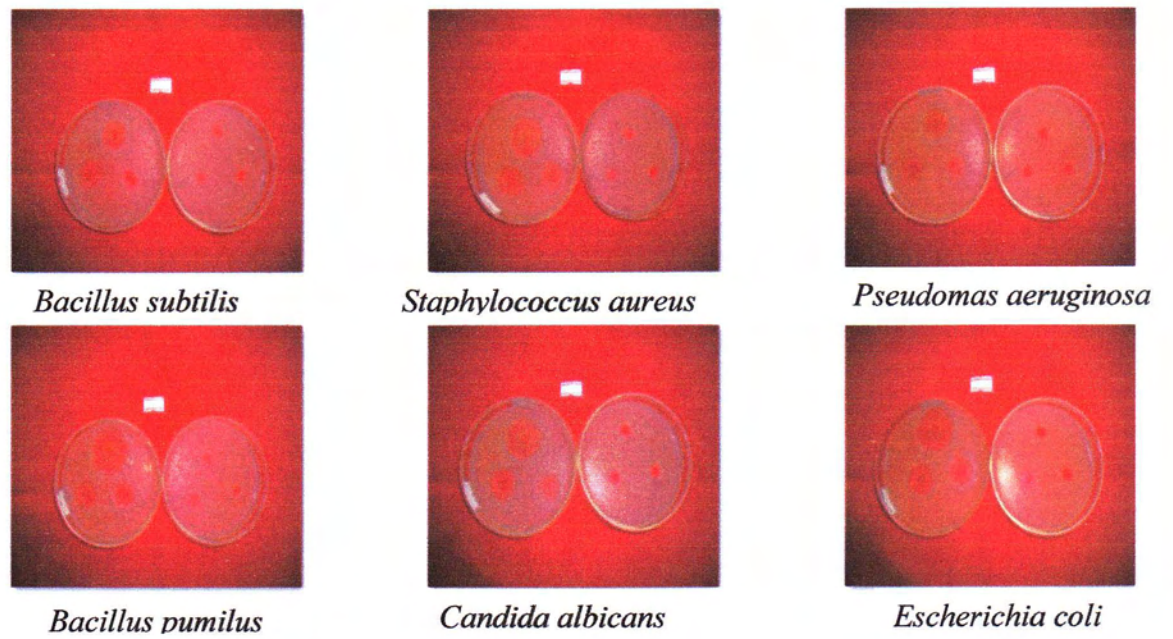 Bacillus subtilis
Staphylococcus aureus
Pseudomas aeruginosa
Bacillus pumilus
Candida albicans
Escherichia coli